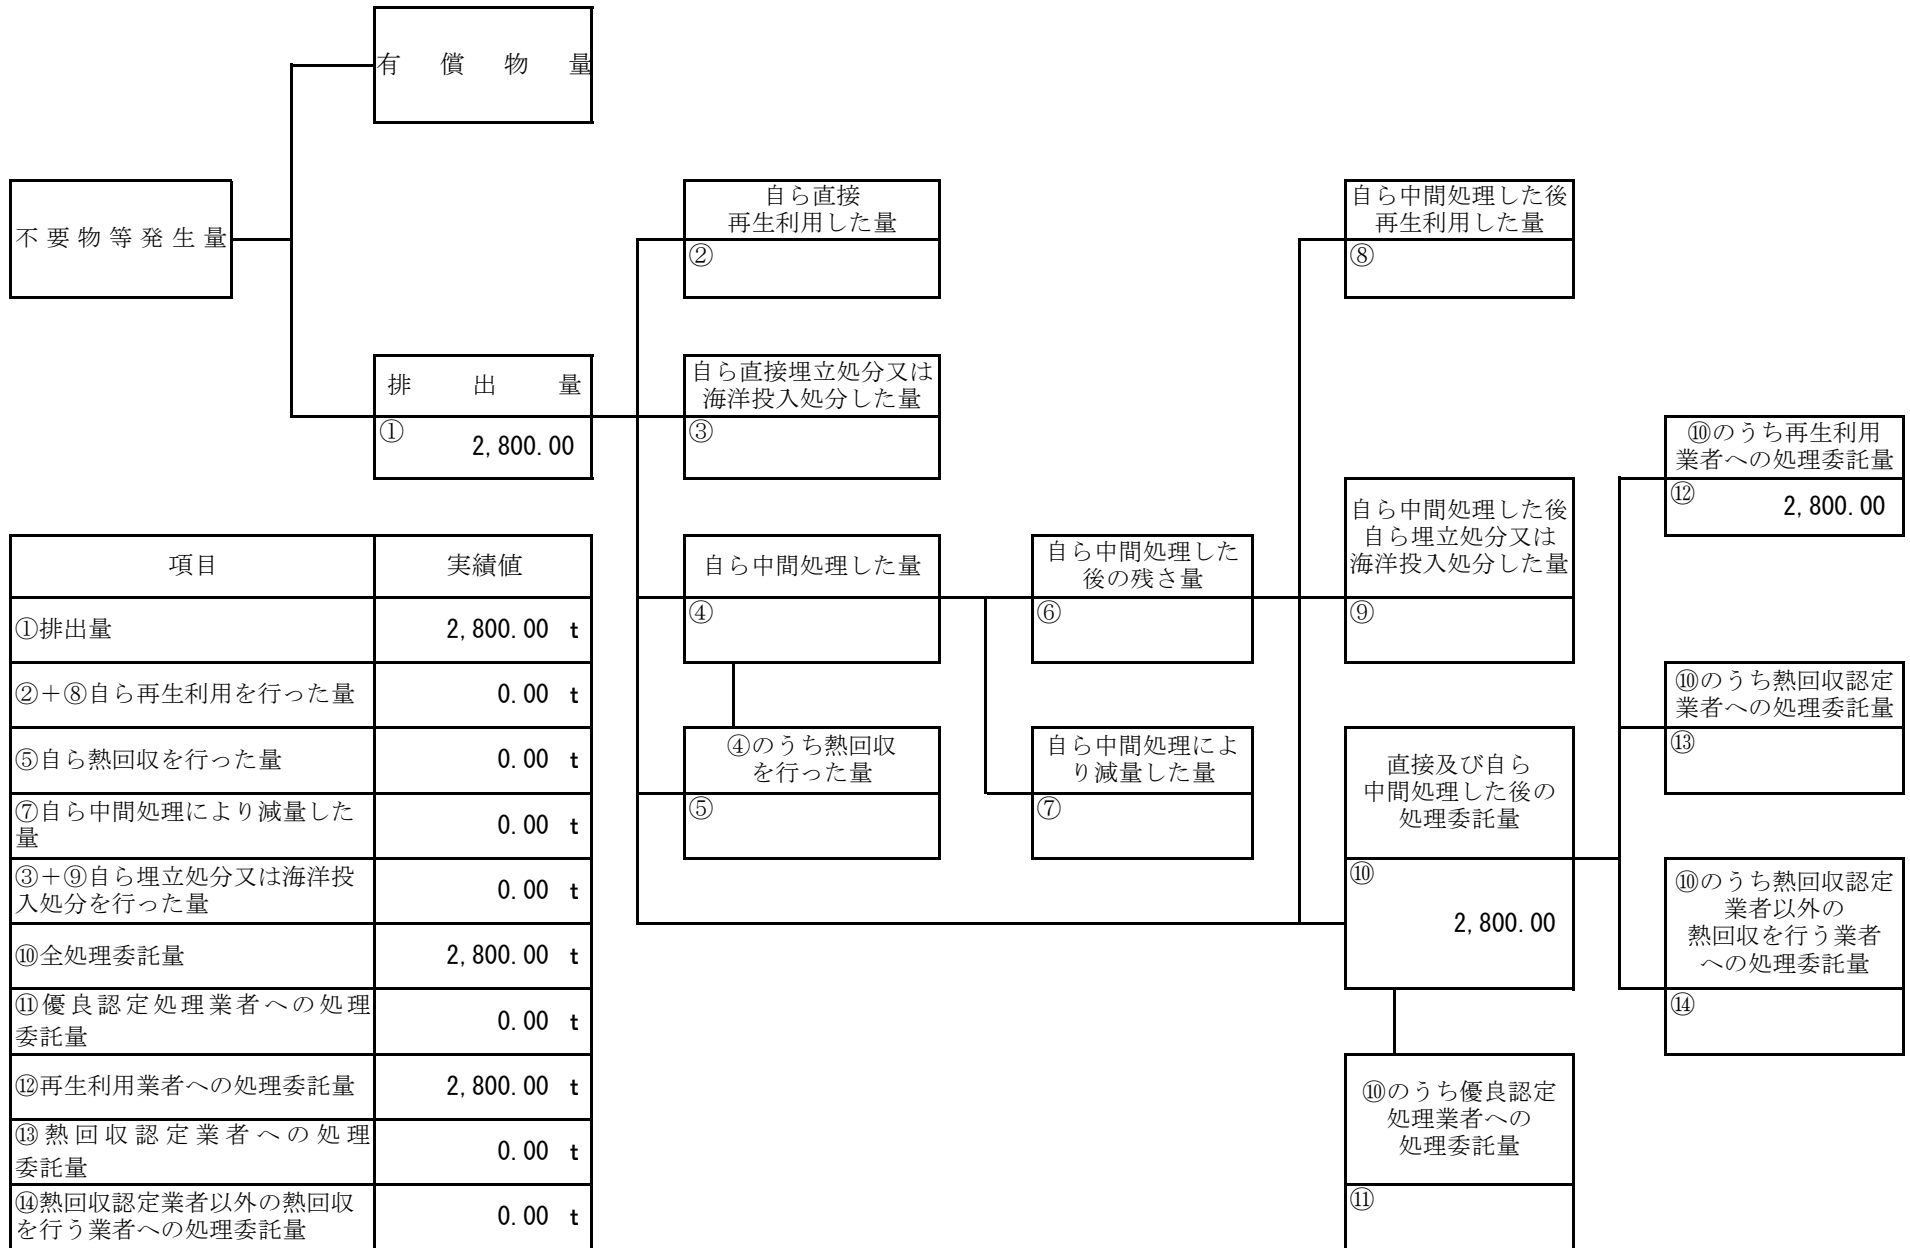 有償物量
不要物等発生量
自ら直接
再生利用した量
②
自ら中間処理した後
再生利用した量
⑧
排出量
①
2,800.00
自ら直接埋立処分又は
海洋投入処分した量
③
⑩のうち再生利用
業者への処理委託量
⑫
2,800.00
自ら中間処理した量
④
自ら中間処理した
後の残さ量
⑥
自ら中間処理した後
自ら埋立処分又は
海洋投入処分した量
⑨
⑩のうち熱回収認定
業者への処理委託量
⑬
④のうち熱回収
を行った量
⑤
自ら中間処理によ
り減量した量
⑦
直接及び自ら
中間処理した後の
処理委託量
⑩
2,800.00
⑩のうち熱回収認定
業者以外の
熱回収を行う業者
への処理委託量
⑭
⑩のうち優良認定
処理業者への
処理委託量
⑪
項目 実績値
①排出量 2,800.00 t
②+⑧自ら再生利用を行った量 0.00 t
⑤自ら熱回収を行った量 0.00 t
⑦自ら中間処理により減量した
量 0.00 t
③+⑨自ら埋立処分又は海洋投
入処分を行った量 0.00 t
⑩全処理委託量 2,800.00 t
⑪優良認定処理業者への処理
委託量 0.00 t
⑫再生利用業者への処理委託量 2,800.00 t
⑬熱回収認定業者への処理
委託量 0.00 t
⑭熱回収認定業者以外の熱回収
を行う業者への処理委託量 0.00 t